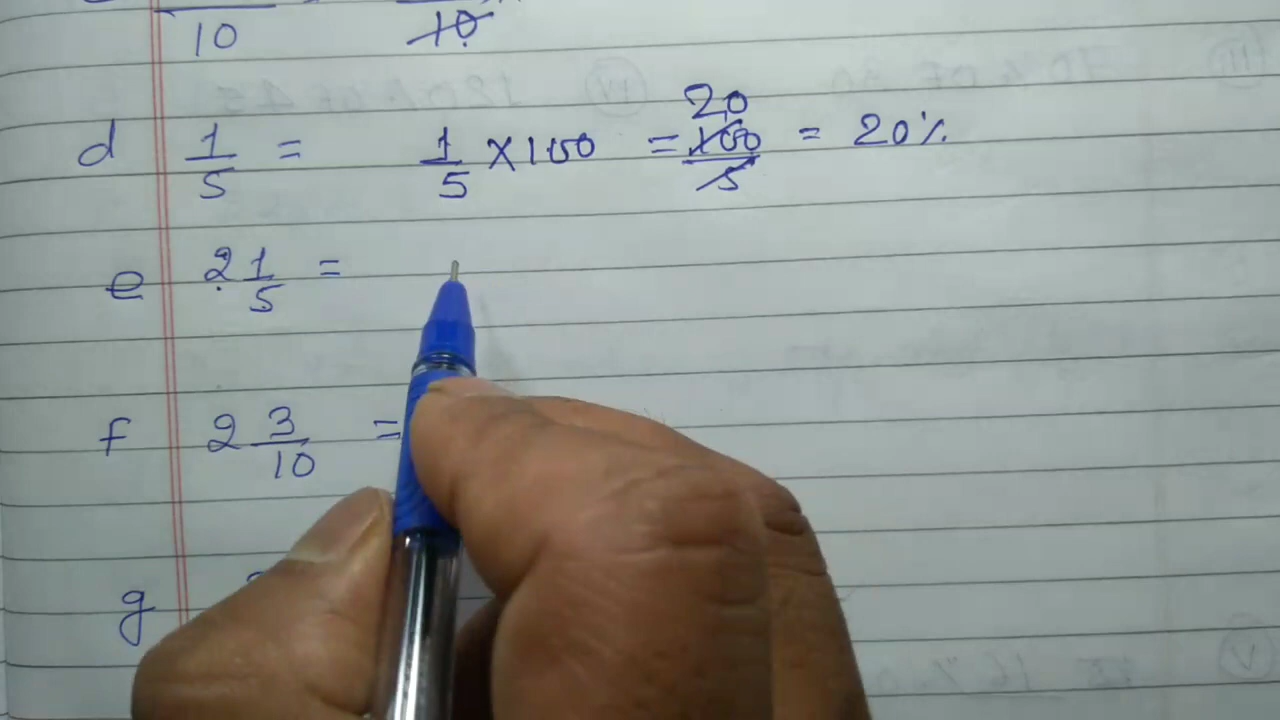 10 10
d 1/5 = 1/5 × 100 = 20 100/5 = 20%
e 2 1/5 =
f 2 3/10 =
g